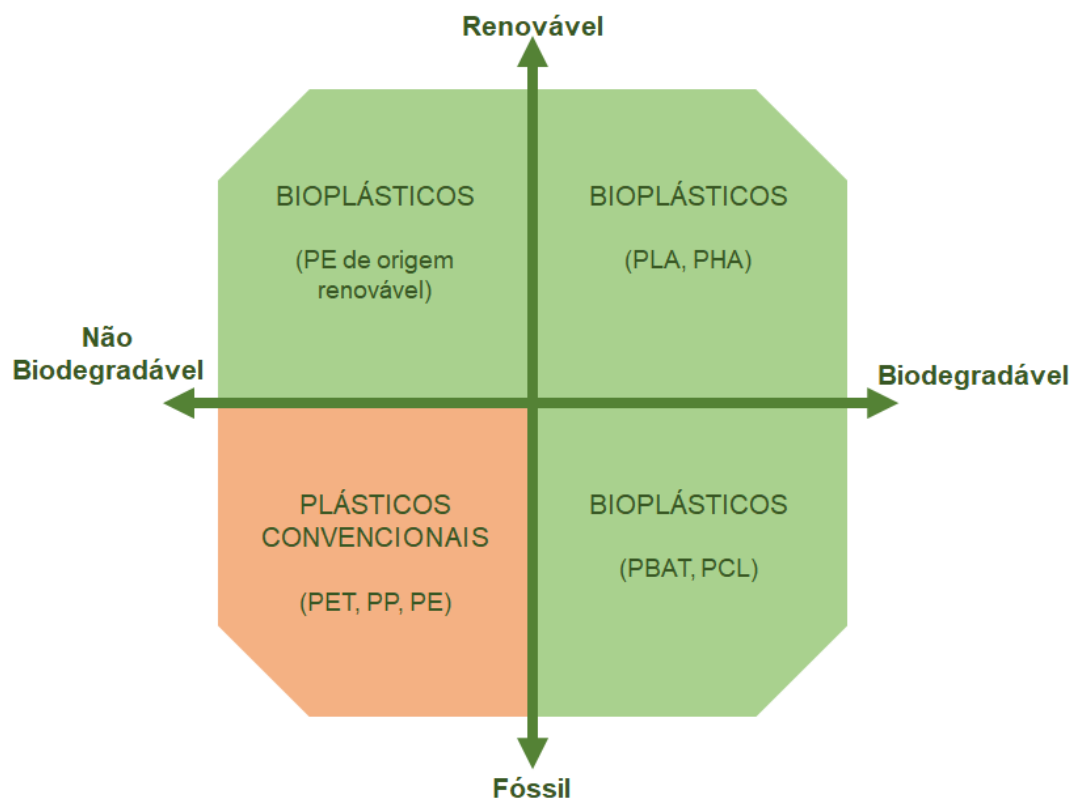 Renovável
BIOPLÁSTICOS
(PE de origem
renovável)
BIOPLÁSTICOS
(PLA, PHA)
Não
Biodegradável
Biodegradável
PLÁSTICOS
CONVENCIONAIS
(PET, PP, PE)
BIOPLÁSTICOS
(PBAT, PCL)
Fóssil